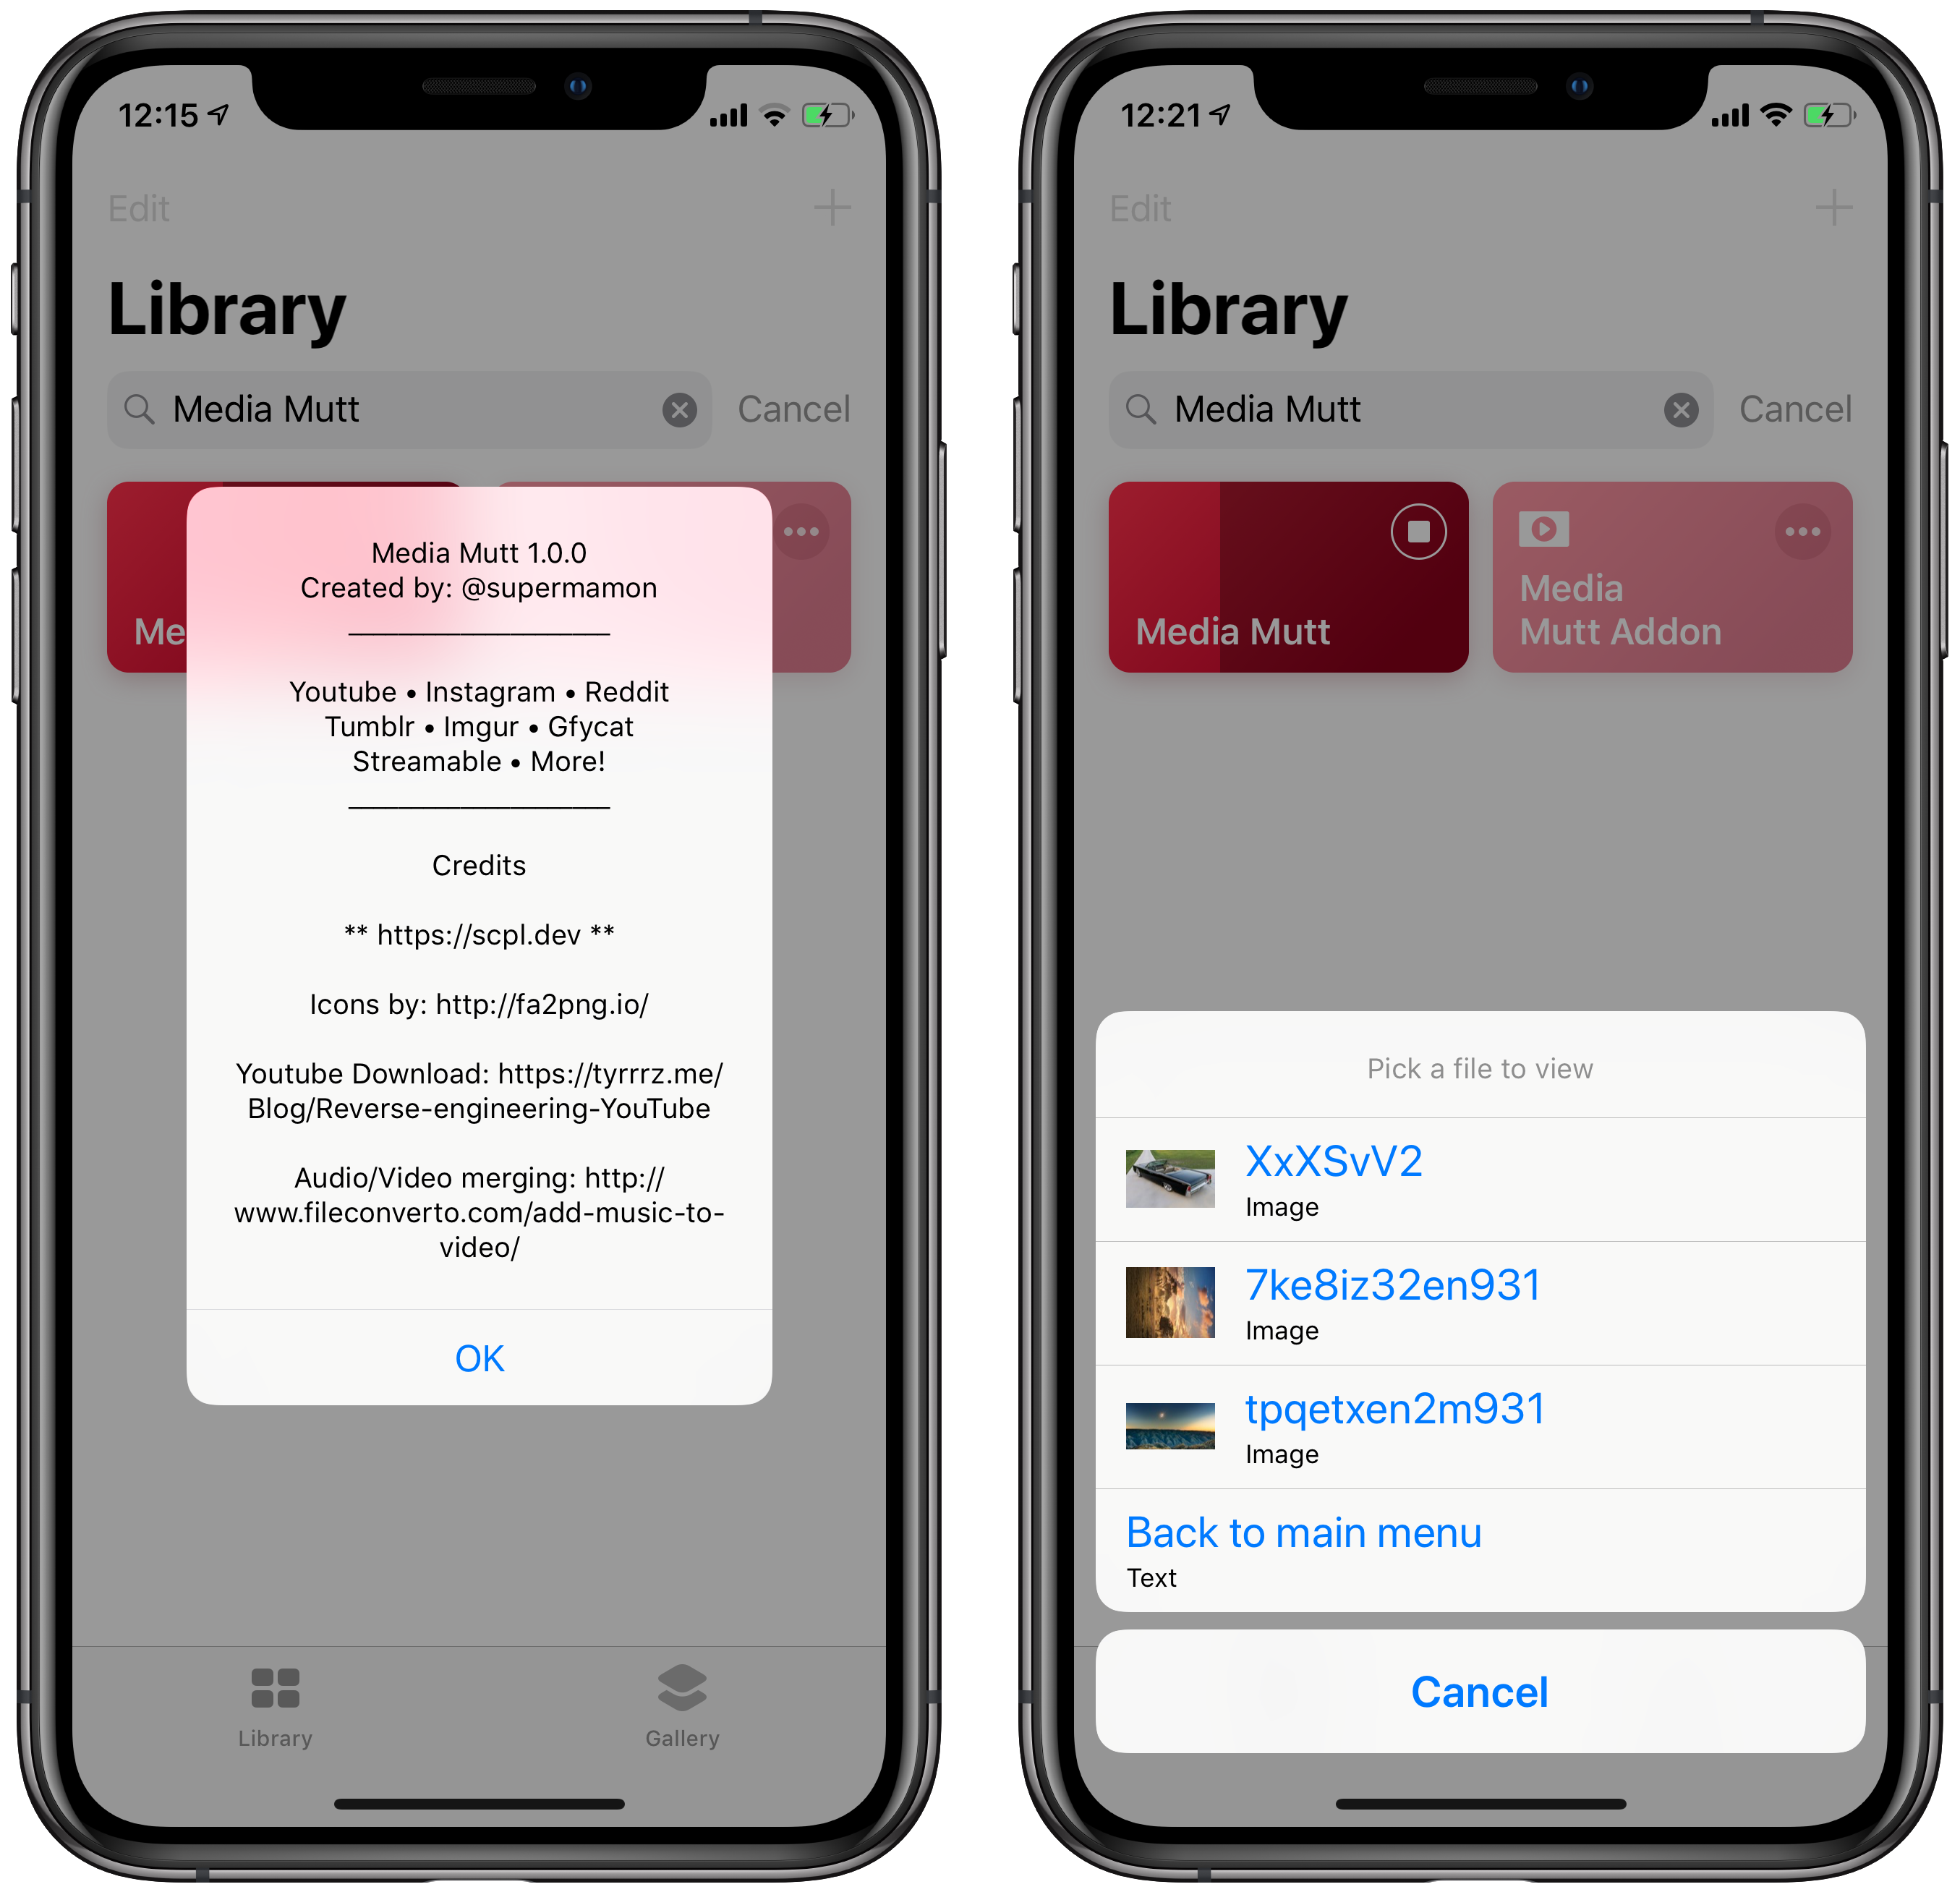 12:15
Edit
Library
Media Mutt
Cancel
Me
Media Mutt 1.0.0
Created by: @supermamon
Youtube • Instagram • Reddit
Tumblr • Imgur • Gfycat
Streamable • More!
Credits
** https://scpl.dev **
Icons by: http://fa2png.io/
Youtube Download: https://tyrrrz.me/
Blog/Reverse-engineering-YouTube
Audio/Video merging: http://
www.fileconverto.com/add-music-to-
video/
OK
Library
Gallery
12:21
Edit
Library
Media Mutt
Cancel
Media Mutt
Media
Mutt Addon
Pick a file to view
XxXSvV2
Image
7ke8iz32en931
Image
tpqetxen2m931
Image
Back to main menu
Text
Cancel